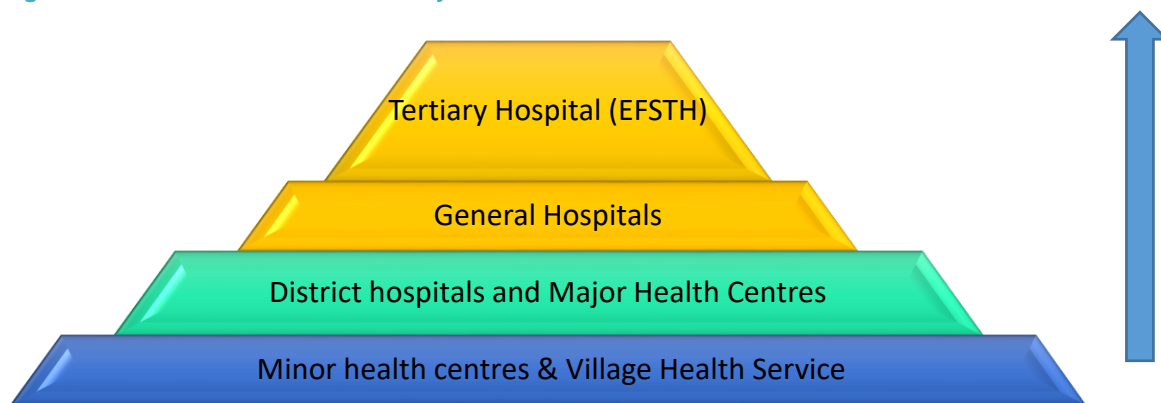 Tertiary Hospital (EFSTH)
General Hospitals
District hospitals and Major Health Centres
Minor health centres & Village Health Service